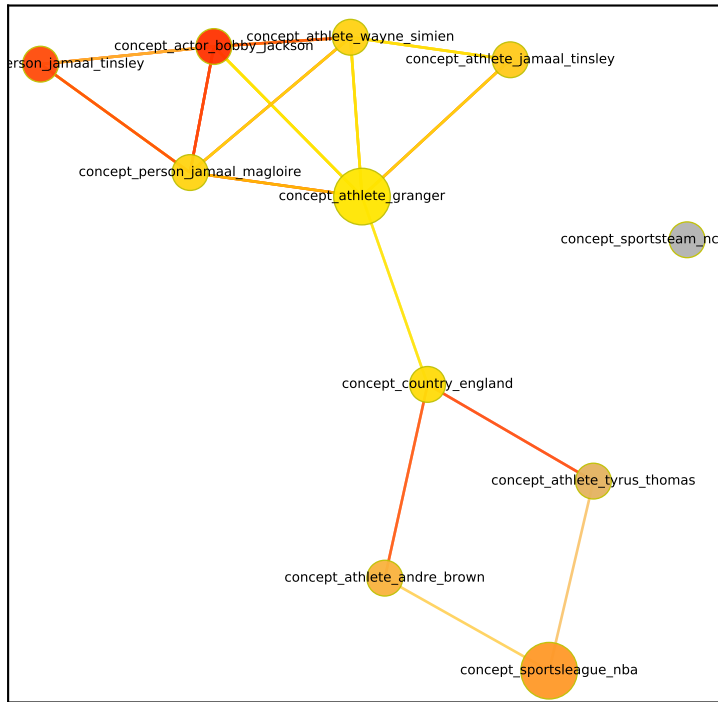 concept_athlete_wayne_simien
concept_actor_bobby_jackson
concept_athlete_jamaal_tinsley
erson_jamaal_tinsley
concept_person_jamaal_magloire
concept_athlete_granger
concept_sportsteam_nc
concept_country_england
concept_athlete_tyrus_thomas
concept_athlete_andre_brown
concept_sportsleague_nba